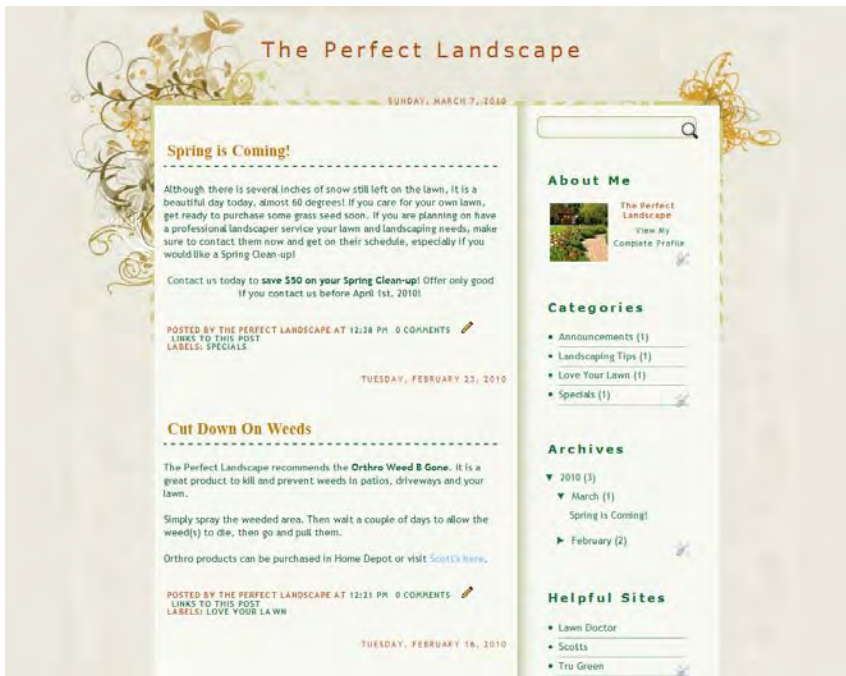 The Perfect Landscape
SUNDAY, MARCH 7, 2010
Spring is Coming!
Although there is several inches of snow still left on the lawn, it is a
beautiful day today, almost 60 degrees! If you care for your own lawn,
get ready to purchase some grass seed soon. If you are planning on have
a professional landscaper service your lawn and landscaping needs, make
sure to contact them now and get on their schedule, especially if you
would like a Spring Clean-up!
Contact us today to save $50 on your Spring Clean-up! Offer only good
if you contact us before April 1st, 2010!
POSTED BY THE PERFECT LANDSCAPE AT 12:38 PM 0 COMMENTS
LINKS TO THIS POST
LABELS: SPECIALS
TUESDAY, FEBRUARY 23, 2010
Cut Down On Weeds
The Perfect Landscape recommends the Orthro Weed B Gone. It is a
great product to kill and prevent weeds in patios, driveways and your
lawn.
Simply spray the weeded area. Then wait a couple of days to allow the
weed(s) to die, then go and pull them.
Orthro products can be purchased in Home Depot or visit Scott's here.
POSTED BY THE PERFECT LANDSCAPE AT 12:21 PM 0 COMMENTS
LINKS TO THIS POST
LABELS: LOVE YOUR LAWN
TUESDAY, FEBRUARY 16, 2010
About Me
The Perfect
Landscape
View My
Complete Profile
Categories
Announcements (1)
Landscaping Tips (1)
Love Your Lawn (1)
Specials (1)
Archives
▼ 2010 (3)
▼ March (1)
Spring is Coming!
► February (2)
Helpful Sites
Lawn Doctor
Scotts
Tru Green